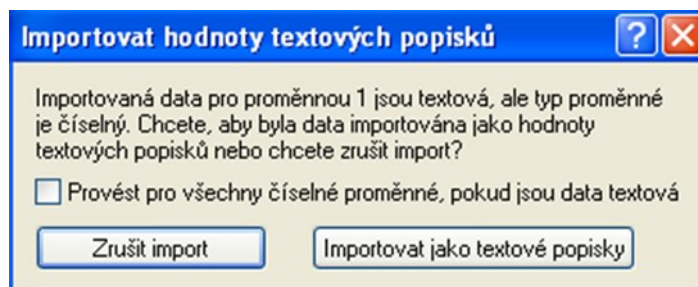 Importovat hodnoty textových popisků
Importovaná data pro proměnnou 1 jsou textová, ale typ proměnné
je číselný. Chcete, aby byla data importována jako hodnoty
textových popisků nebo chcete zrušit import?
Provést pro všechny číselné proměnné, pokud jsou data textová
Zrušit import
Importovat jako textové popisky